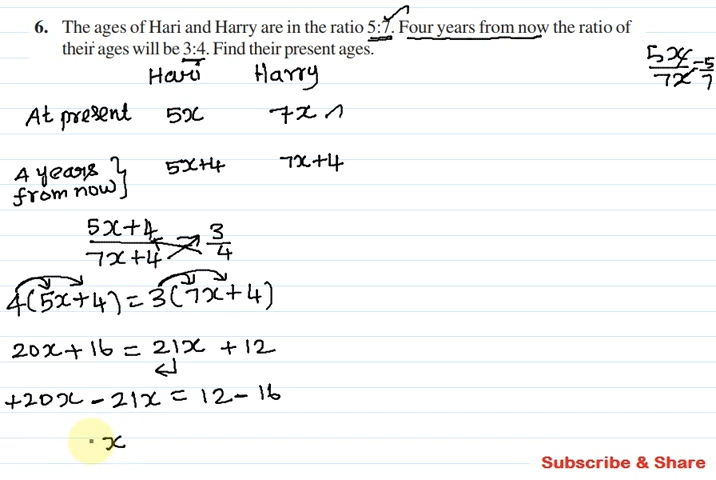 6. The ages of Hari and Harry are in the ratio 5:7. Four years from now the ratio of
their ages will be 3:4. Find their present ages.
5x/7x = 5/7
Hari Harry
At present 5x 7x
4 years from now} 5x+4 7x+4
5x+4/7x+4 = 3/4
4(5x+4) = 3(7x+4)
20x + 16 = 21x + 12
+20x - 21x = 12 - 16
x
Subscribe & Share